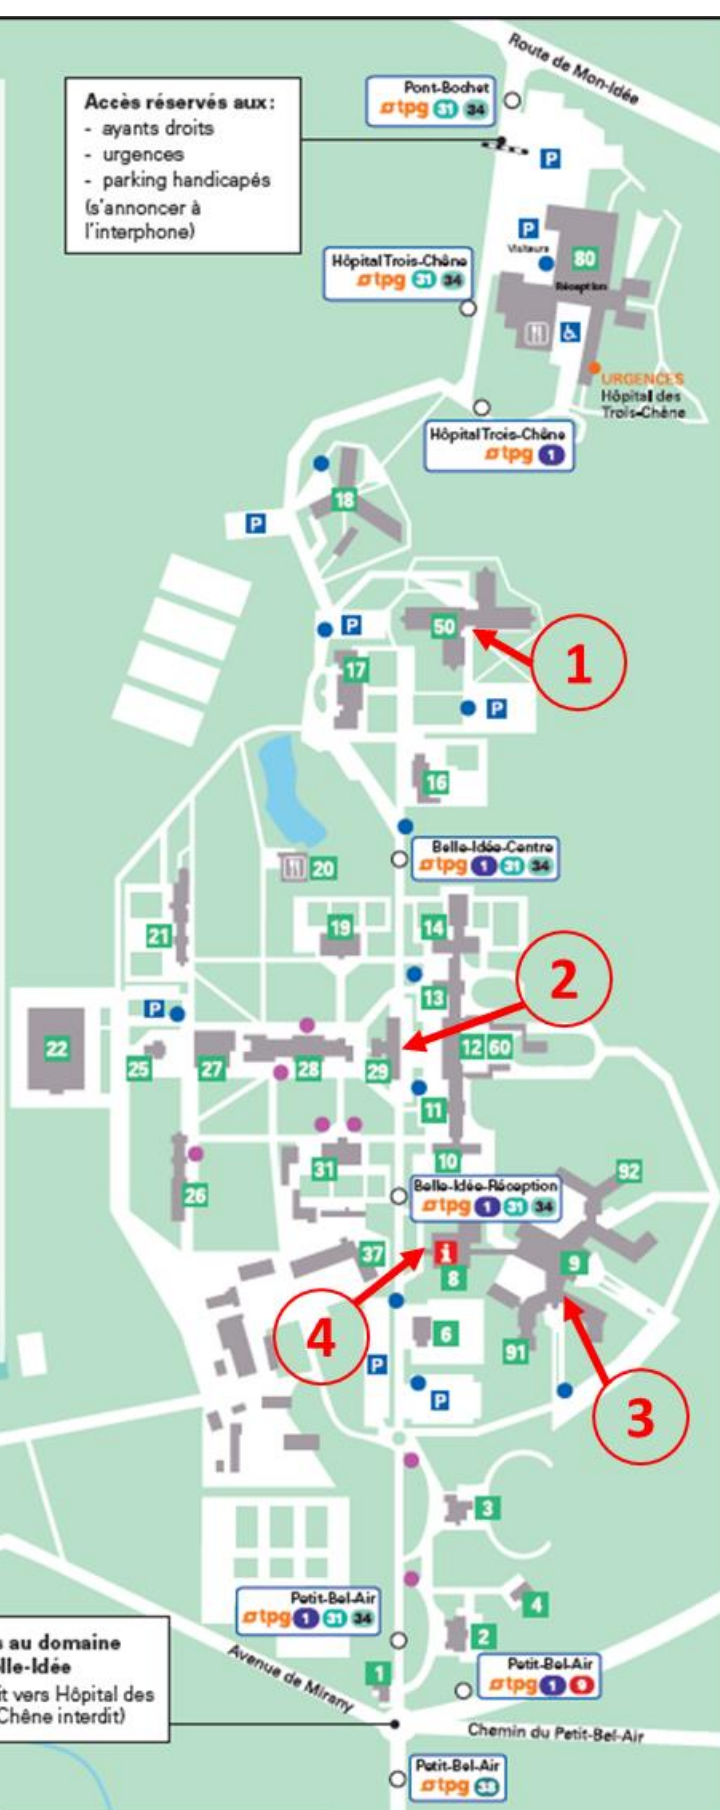 Route de Mon-Idée
Pont-Bochet
tpg 31 34
Accès réservés aux :
- ayants droits
- urgences
- parking handicapés
(s'annoncer à
l'interphone)
P
P
Visiteurs
80
Réception
Hôpital Trois-Chêne
tpg 31 34
URGENCES
Hôpital des
Trois-Chêne
Hôpital Trois-Chêne
tpg 1
18
P
P
50
1
17
P
16
Belle-Idée-Centre
tpg 1 31 34
20
19
14
21
13
2
P
22
25
27
28
29
12 60
11
31
10
26
Belle-Idée-Réception
tpg 1 31 34
92
37
i
8
9
4
6
91
P
P
3
3
4
Petit-Bel-Air
tpg 1 31 34
2
s au domaine
lle-Idée
it vers Hôpital des
Chêne interdit)
Avenue de Mirany
1
Petit-Bel-Air
tpg 1 9
Chemin du Petit-Bel-Air
Petit-Bel-Air
tpg 38